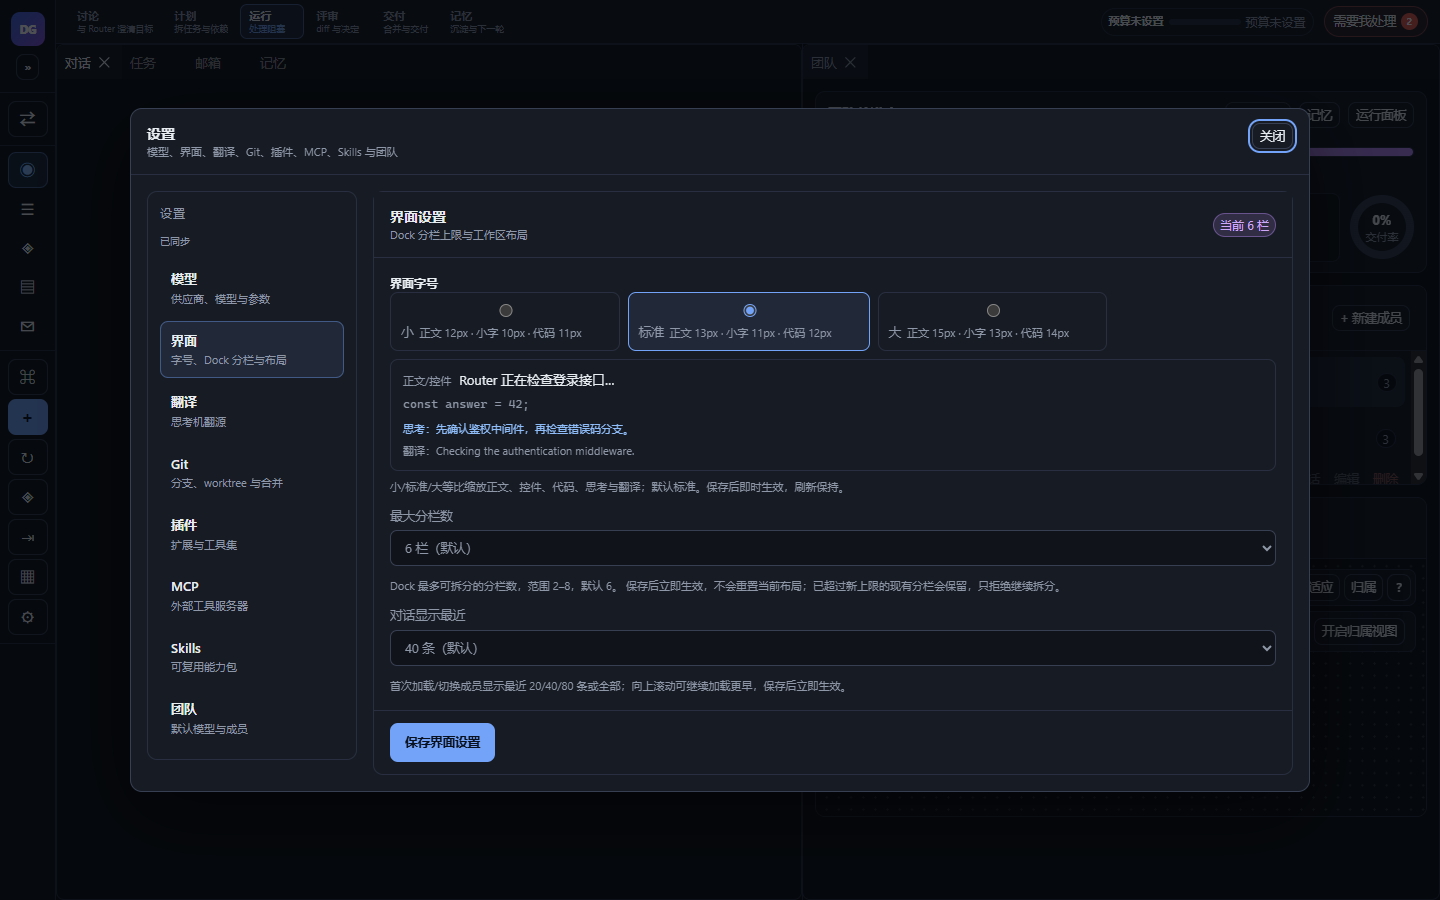 DG
讨论
与 Router 澄清目标
计划
拆任务与依赖
运行
处理阻塞
评审
diff 与决定
交付
合并与交付
记忆
沉淀与下一轮
预算未设置
预算未设置
需要我处理 2
»
对话
任务
邮箱
记忆
团队
记忆
运行面板
设置
模型、界面、翻译、Git、插件、MCP、Skills 与团队
关闭
设置
已同步
模型
供应商、模型与参数
界面
字号、Dock 分栏与布局
翻译
思考机翻源
Git
分支、worktree 与合并
插件
扩展与工具集
MCP
外部工具服务器
Skills
可复用能力包
团队
默认模型与成员
界面设置
Dock 分栏上限与工作区布局
当前 6 栏
界面字号
小 正文 12px · 小字 10px · 代码 11px
标准 正文 13px · 小字 11px · 代码 12px
大 正文 15px · 小字 13px · 代码 14px
正文/控件 Router 正在检查登录接口...
const answer = 42;
思考：先确认鉴权中间件，再检查错误码分支。
翻译：Checking the authentication middleware.
小/标准/大等比缩放正文、控件、代码、思考与翻译；默认标准。保存后即时生效，刷新保持。
最大分栏数
6 栏（默认）
Dock 最多可拆分的分栏数，范围 2–8，默认 6。 保存后立即生效，不会重置当前布局；已超过新上限的现有分栏会保留，只拒绝继续拆分。
对话显示最近
40 条（默认）
首次加载/切换成员显示最近 20/40/80 条或全部；向上滚动可继续加载更早，保存后立即生效。
保存界面设置
0%
交付率
+ 新建成员
3
3
话
编辑
删除
适应
归属
?
开启归属视图